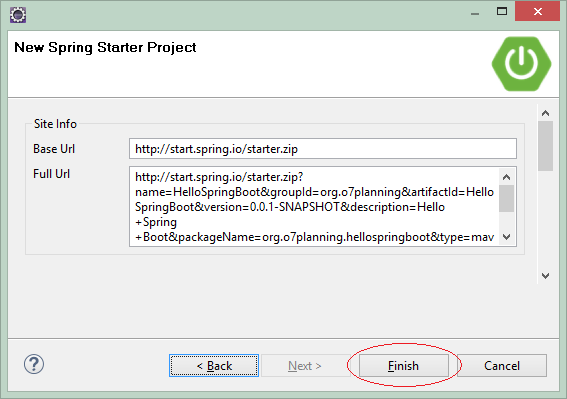 New Spring Starter Project
Site Info
Base Url
http://start.spring.io/starter.zip
Full Url
http://start.spring.io/starter.zip?
name=HelloSpringBoot&groupId=org.o7planning&artifactId=Hello
SpringBoot&version=0.0.1-SNAPSHOT&description=Hello
+Spring
+Boot&packageName=org.o7planning.hellospringboot&type=mav
?
< Back
Next >
Finish
Cancel